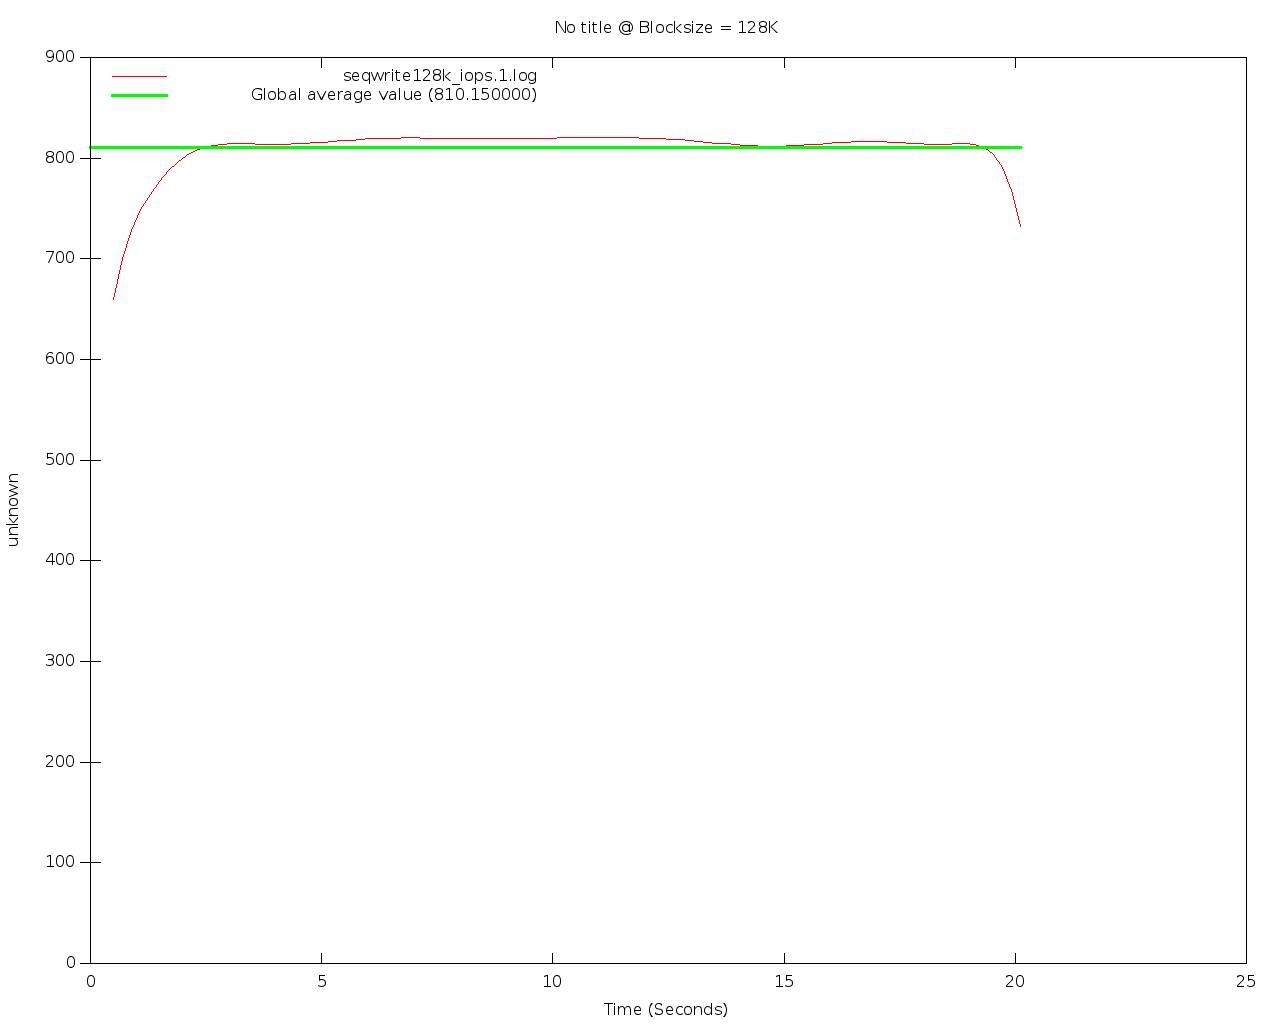 No title @ Blocksize = 128K
seqwrite128k_iops.1.log
Global average value (810.150000)
900
800
700
600
500
400
300
200
100
0
unknown
0 5 10 15 20 25
Time (Seconds)